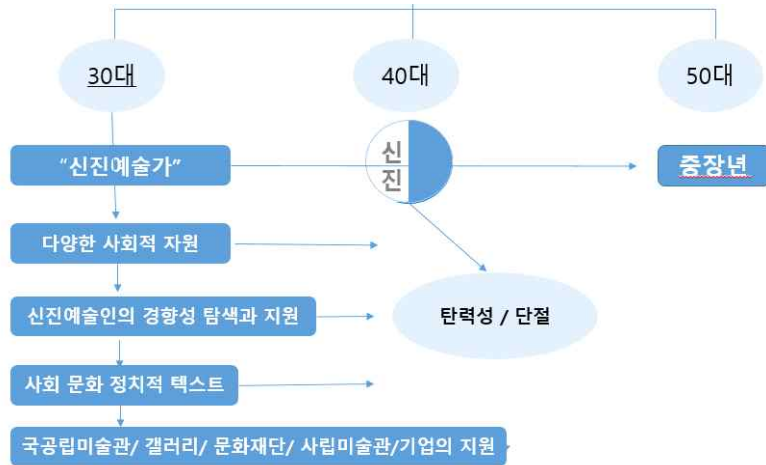 30대
40대
50대
“신진예술가”
신
진
중장년
다양한 사회적 자원
신진예술인의 경향성 탐색과 지원
탄력성 / 단절
사회 문화 정치적 텍스트
국공립미술관/ 갤러리/ 문화재단/ 사립미술관/기업의 지원